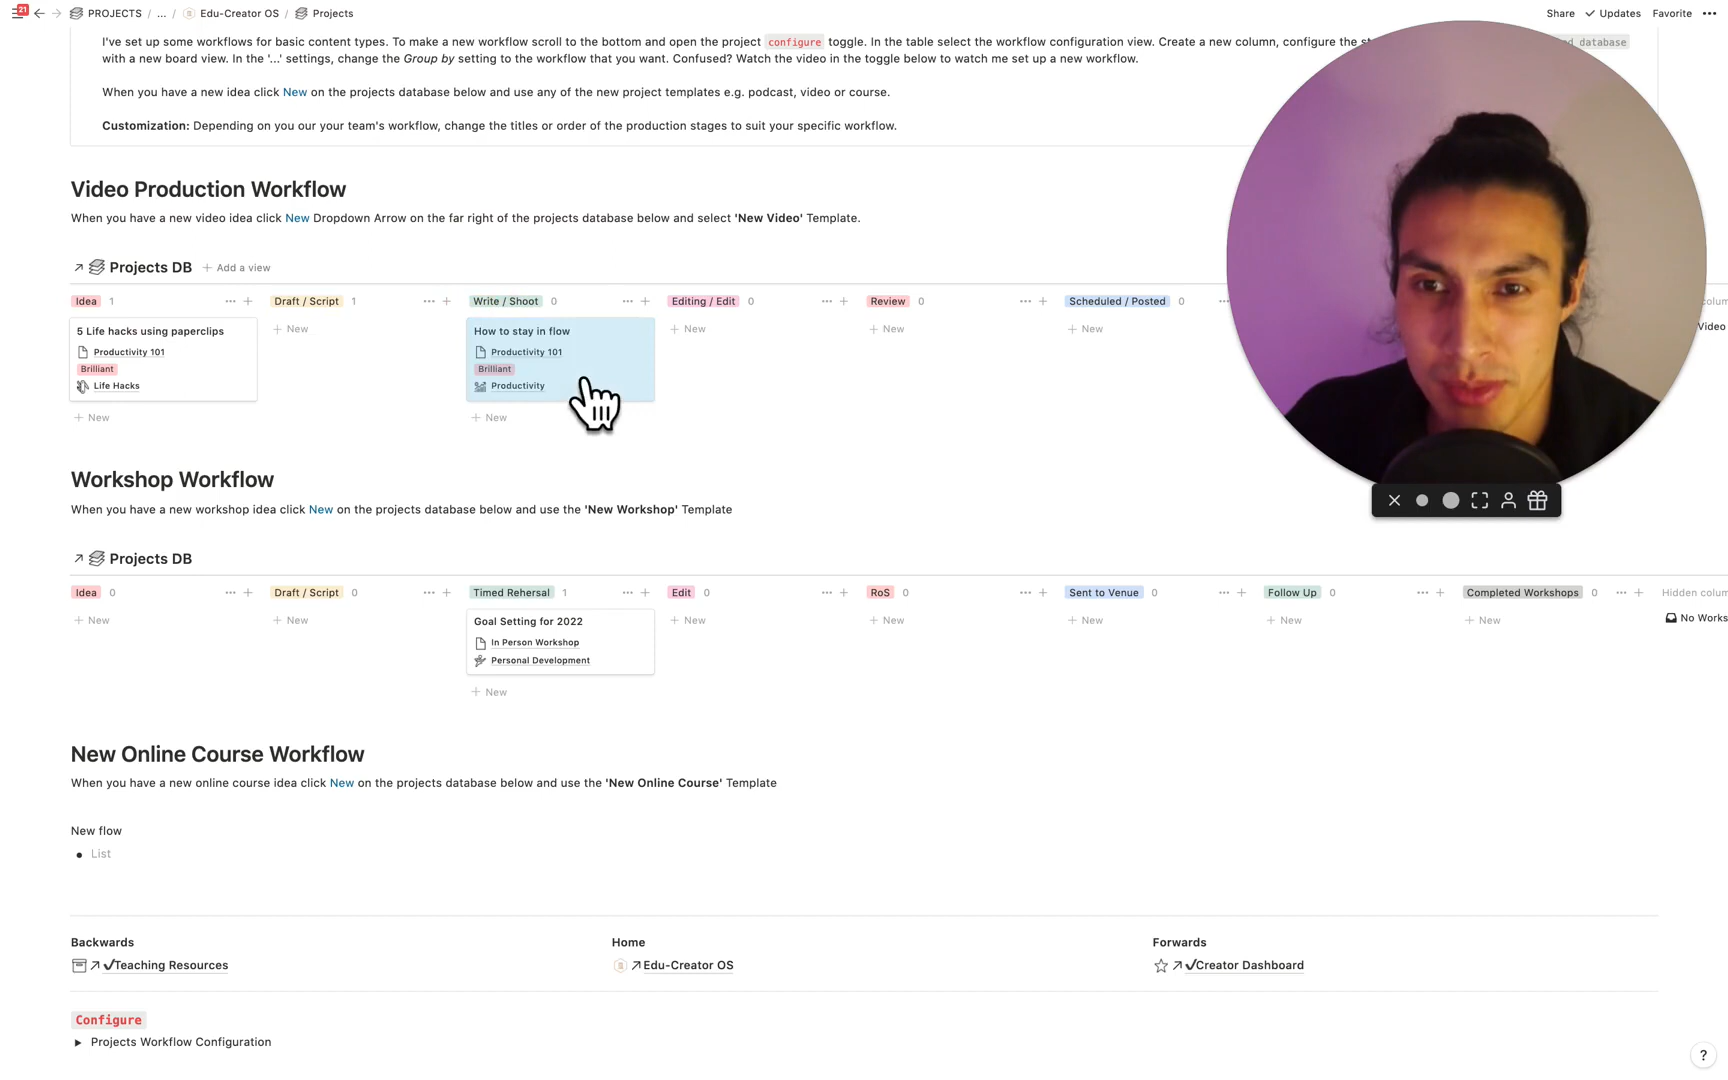 21
PROJECTS / ... / Edu-Creator OS / Projects
Share Updates Favorite
I've set up some workflows for basic content types. To make a new workflow scroll to the bottom and open the project configure toggle. In the table select the workflow configuration view. Create a new column, configure the
database
with a new board view. In the '...' settings, change the Group by setting to the workflow that you want. Confused? Watch the video in the toggle below to watch me set up a new workflow.
When you have a new idea click New on the projects database below and use any of the new project templates e.g. podcast, video or course.
Customization: Depending on you our your team's workflow, change the titles or order of the production stages to suit your specific workflow.
Video Production Workflow
When you have a new video idea click New Dropdown Arrow on the far right of the projects database below and select 'New Video' Template.
Projects DB + Add a view
Idea 1 Draft / Script 1 Write / Shoot 0 Editing / Edit 0 Review 0 Scheduled / Posted 0
Video
5 Life hacks using paperclips
Productivity 101
Brilliant
Life Hacks
+ New
+ New
How to stay in flow
Productivity 101
Brilliant
Productivity
+ New
+ New
+ New
+ New
Workshop Workflow
When you have a new workshop idea click New on the projects database below and use the 'New Workshop' Template
Projects DB
Idea 0 Draft / Script 0 Timed Rehersal 1 Edit 0 RoS 0 Sent to Venue 0 Follow Up 0 Completed Workshops 0 Hidden colum
+ New
+ New
Goal Setting for 2022
In Person Workshop
Personal Development
+ New
+ New
+ New
+ New
+ New
+ New
No Works
New Online Course Workflow
When you have a new online course idea click New on the projects database below and use the 'New Online Course' Template
New flow
List
Backwards
Teaching Resources
Home
Edu-Creator OS
Forwards
Creator Dashboard
Configure
Projects Workflow Configuration
?